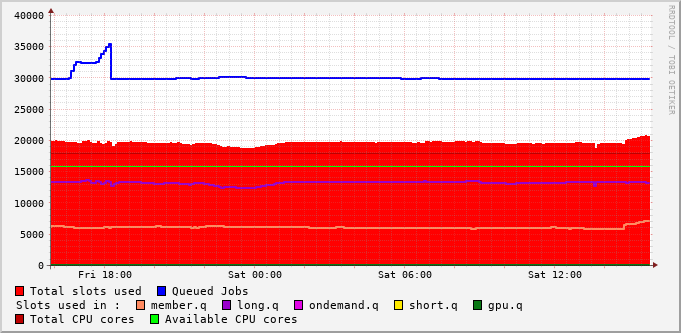 40000
35000
30000
25000
20000
15000
10000
5000
0
Fri 18:00 Sat 00:00 Sat 06:00 Sat 12:00
RRDTOOL / TOBI OETIKER
Total slots used Queued Jobs
Slots used in : member.q long.q ondemand.q short.q gpu.q
Total CPU cores Available CPU cores